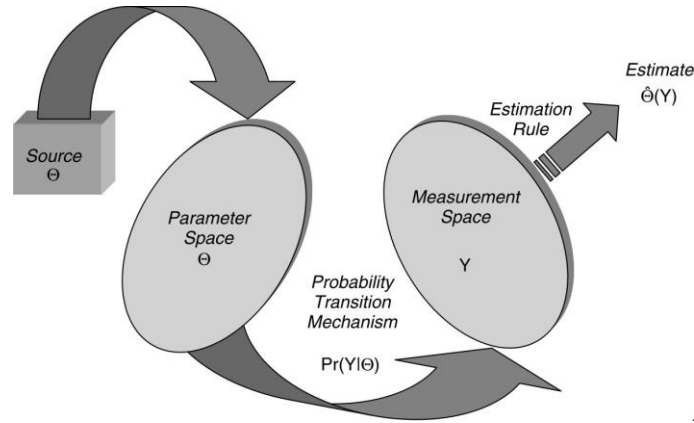 Source
Θ
Parameter
Space
Θ
Probability
Transition
Mechanism
Pr(Y|Θ)
Measurement
Space
Y
Estimation
Rule
Estimate
Θ̂(Y)